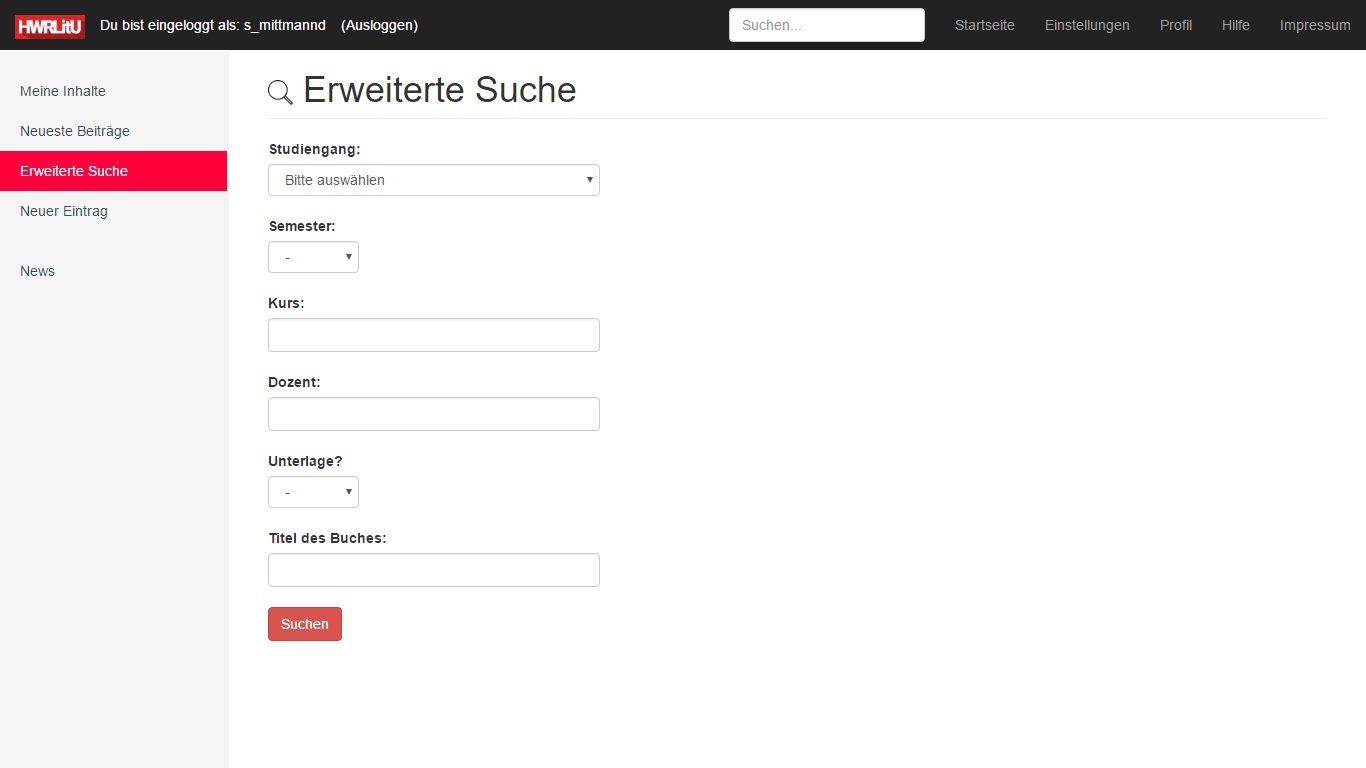 HWRLitU Du bist eingeloggt als: s_mittmannd (Ausloggen) Suchen... Startseite Einstellungen Profil Hilfe Impressum
Meine Inhalte
Neueste Beiträge
Erweiterte Suche
Neuer Eintrag
News
Erweiterte Suche
Studiengang:
Bitte auswählen
Semester:
-
Kurs:
Dozent:
Unterlage?
-
Titel des Buches:
Suchen